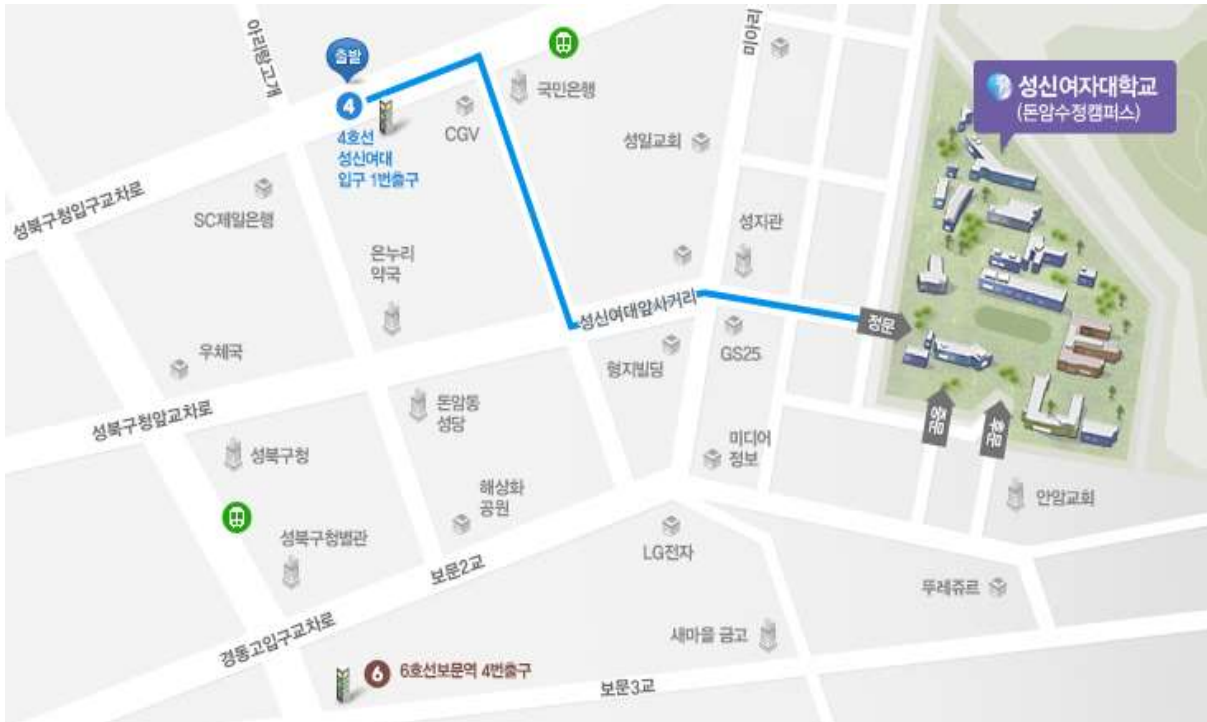 아리랑고개
출발
4
4호선
성신여대
입구 1번출구
CGV
국민은행
미아리
성일교회
성신여자대학교
(돈암수정캠퍼스)
성북구청입구교차로
SC제일은행
온누리
약국
성지관
성신여대앞사거리
정문
우체국
형지빌딩
GS25
성북구청앞교차로
돈암동
성당
중문
후문
성북구청
미디어
정보
해상화
공원
안암교회
성북구청별관
LG전자
보문2교
뚜레쥬르
경동고입구교차로
새마을 금고
6
6호선보문역 4번출구
보문3교